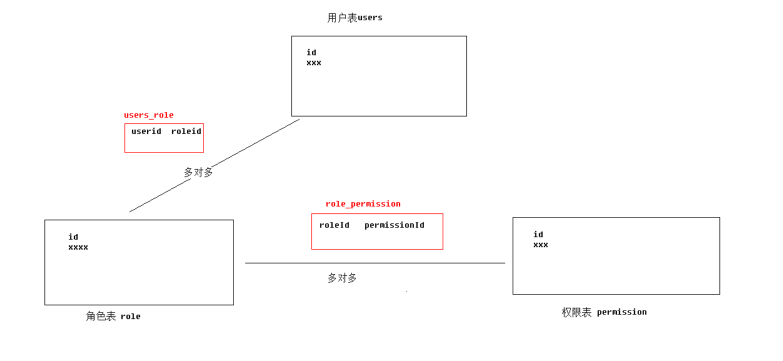 用户表users
id
xxx
users_role
userid roleid
多对多
role_permission
roleId permissionId
id
xxxx
id
xxx
多对多
角色表 role
权限表 permission